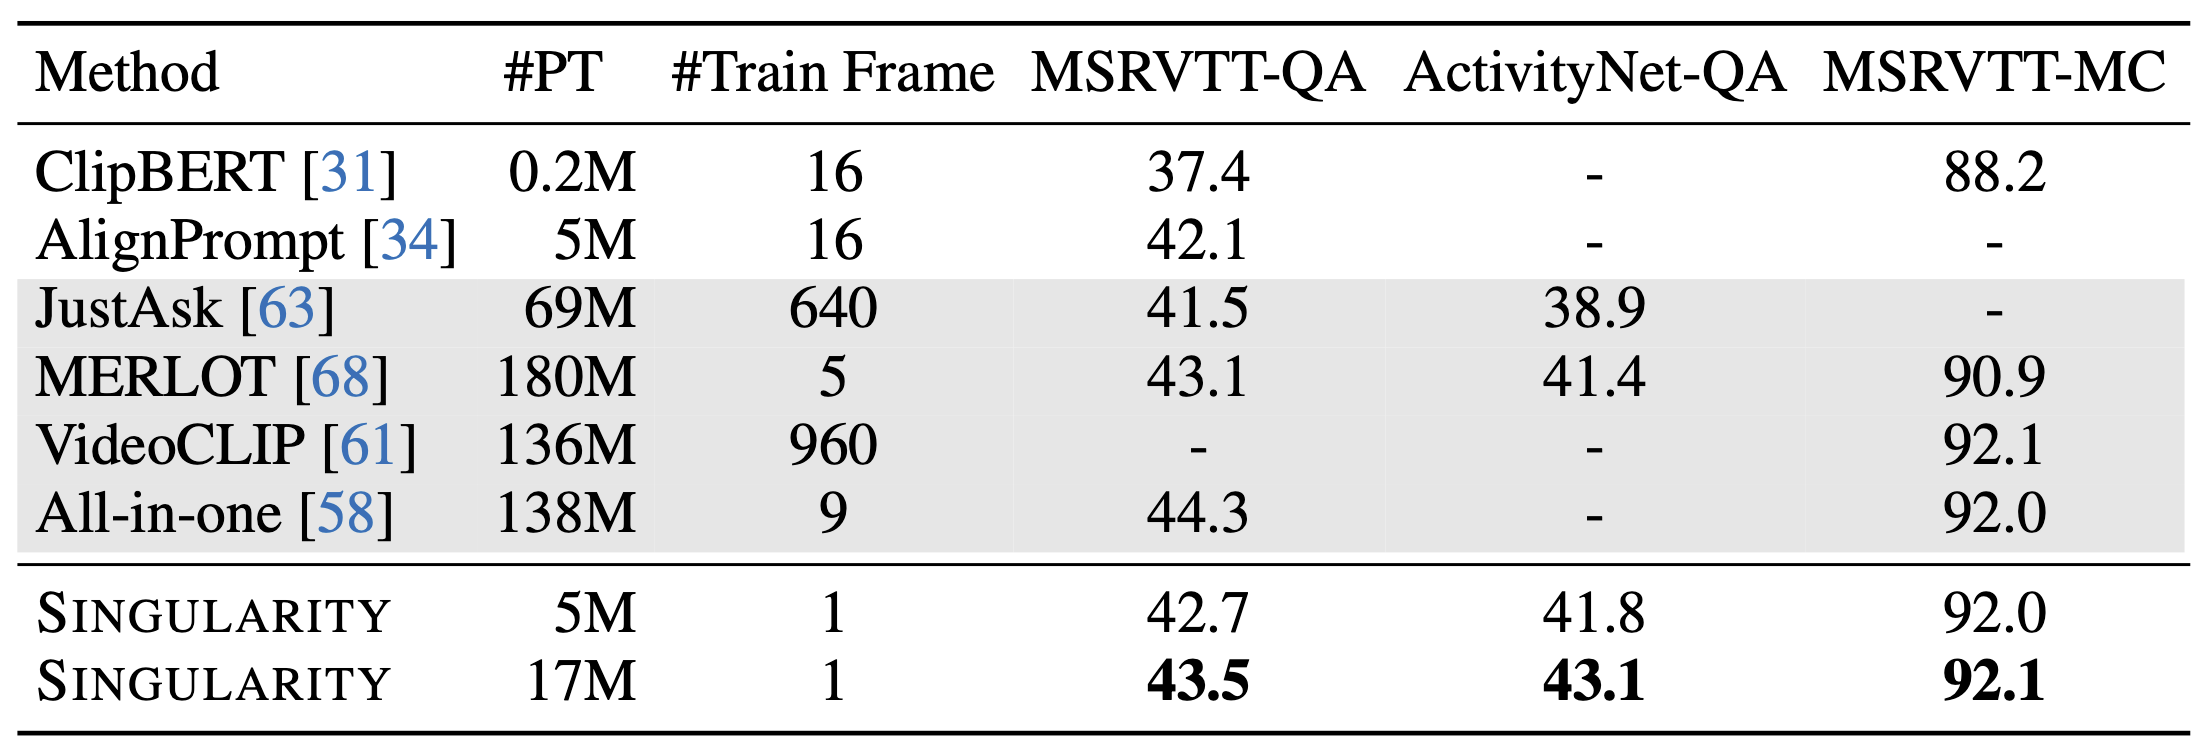 Method #PT #Train Frame MSRVTT-QA ActivityNet-QA MSRVTT-MC
ClipBERT [31] 0.2M 16 37.4 - 88.2
AlignPrompt [34] 5M 16 42.1 - -
JustAsk [63] 69M 640 41.5 38.9 -
MERLOT [68] 180M 5 43.1 41.4 90.9
VideoCLIP [61] 136M 960 - - 92.1
All-in-one [58] 138M 9 44.3 - 92.0
SINGULARITY 5M 1 42.7 41.8 92.0
SINGULARITY 17M 1 43.5 43.1 92.1